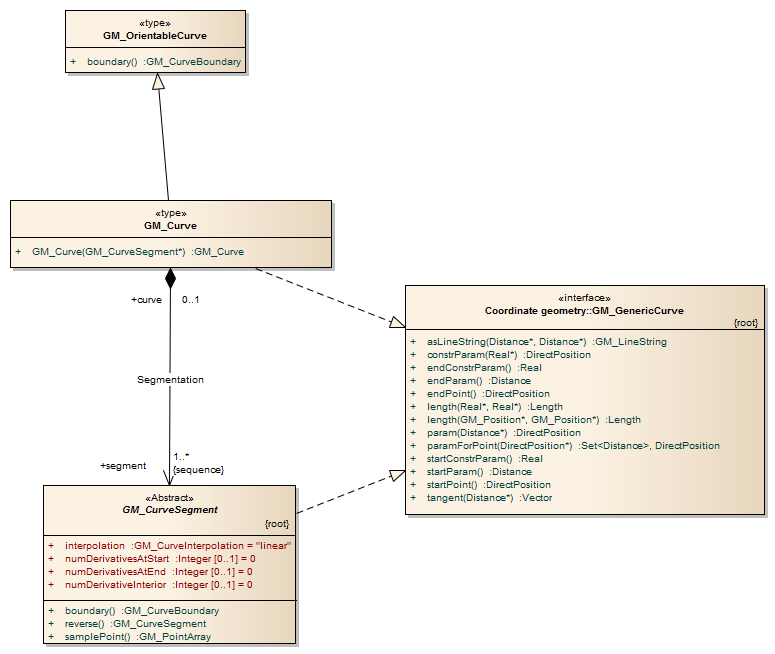 «type»
GM_OrientableCurve
+ boundary() :GM_CurveBoundary
«type»
GM_Curve
+ GM_Curve(GM_CurveSegment*) :GM_Curve
+curve 0..1
Segmentation
+segment
1..*
{sequence}
«interface»
Coordinate geometry::GM_GenericCurve
{root}
+ asLineString(Distance*, Distance*) :GM_LineString
+ constrParam(Real*) :DirectPosition
+ endConstrParam() :Real
+ endParam() :Distance
+ endPoint() :DirectPosition
+ length(Real*, Real*) :Length
+ length(GM_Position*, GM_Position*) :Length
+ param(Distance*) :DirectPosition
+ paramForPoint(DirectPosition*) :Set<Distance>, DirectPosition
+ startConstrParam() :Real
+ startParam() :Distance
+ startPoint() :DirectPosition
+ tangent(Distance*) :Vector
«Abstract»
GM_CurveSegment
{root}
+ interpolation :GM_CurveInterpolation = "linear"
+ numDerivativesAtStart :Integer [0..1] = 0
+ numDerivativesAtEnd :Integer [0..1] = 0
+ numDerivativeInterior :Integer [0..1] = 0
+ boundary() :GM_CurveBoundary
+ reverse() :GM_CurveSegment
+ samplePoint() :GM_PointArray